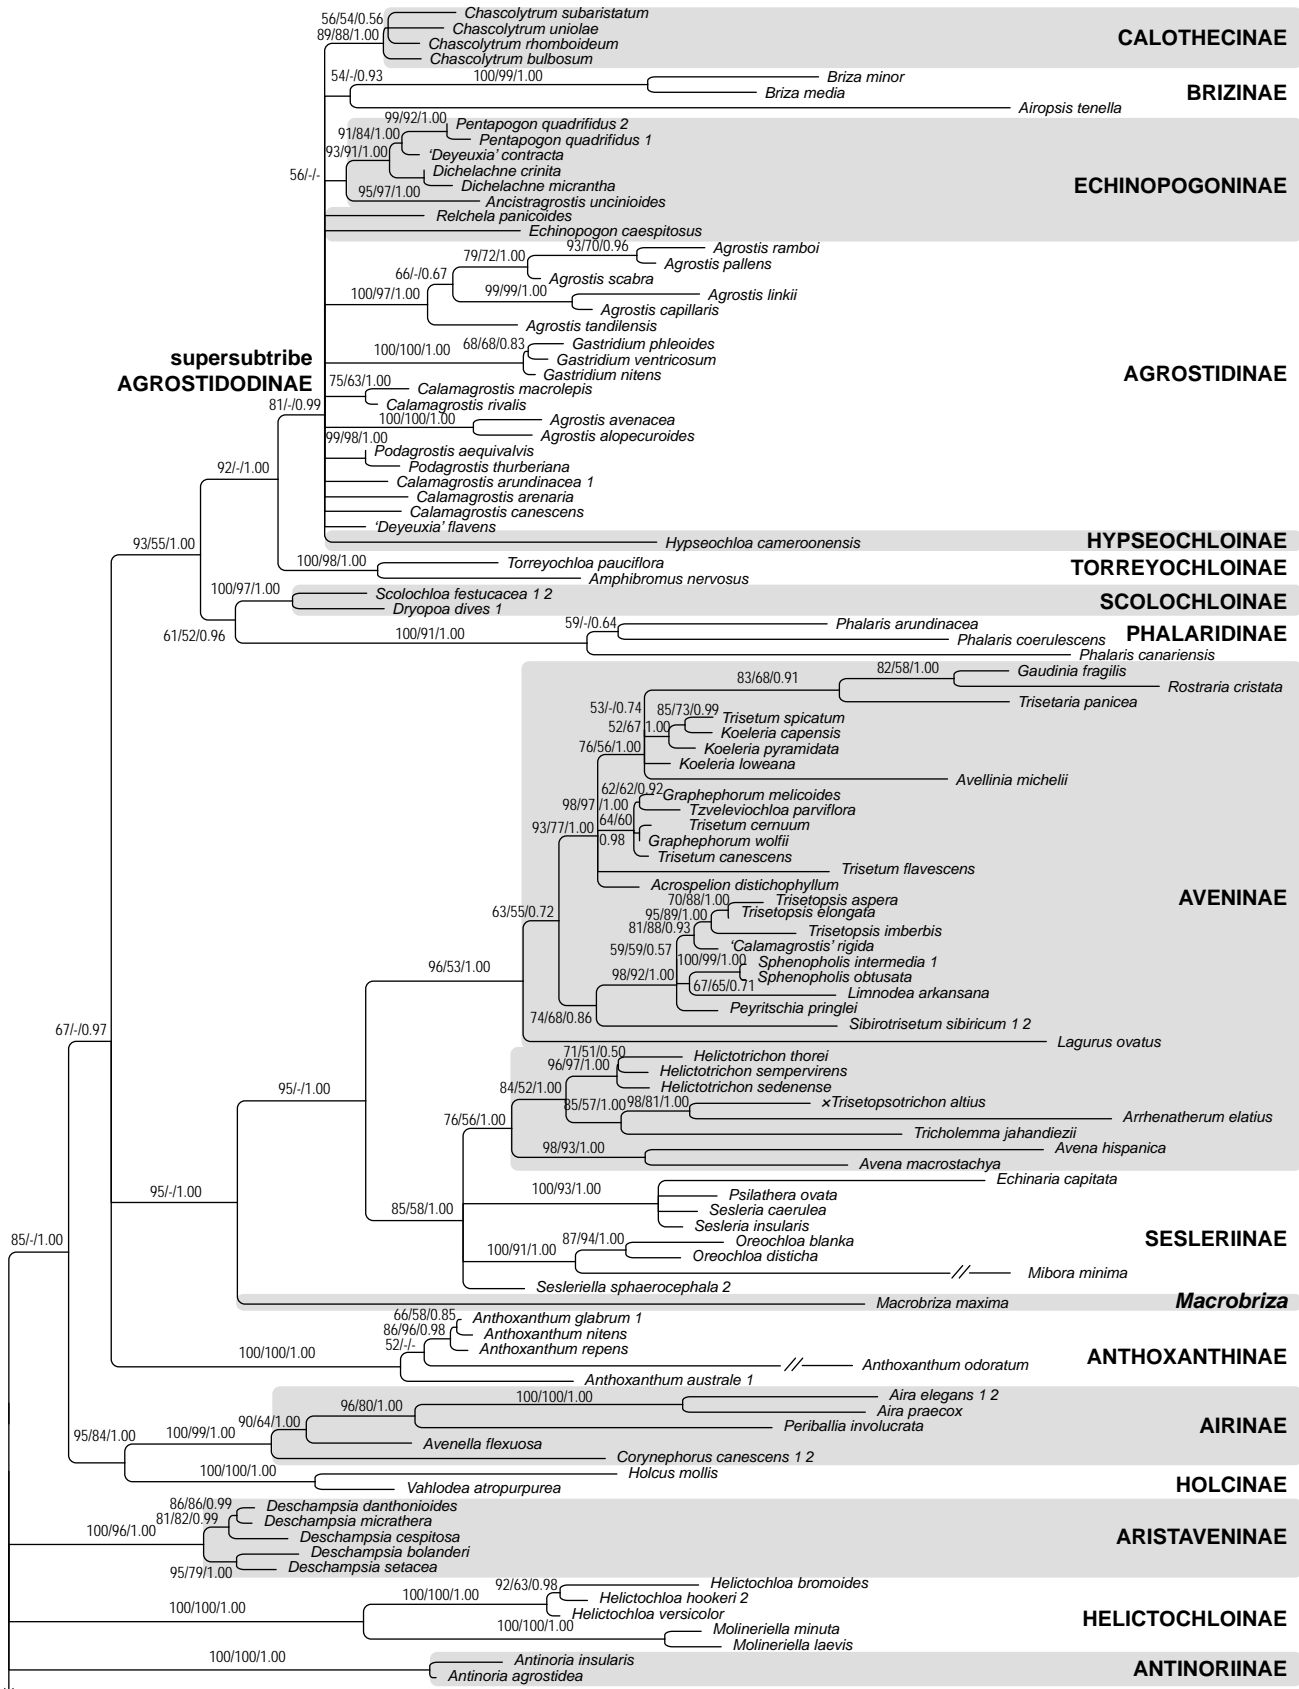 Chascolytrum subaristatum
56/54/0.56
Chascolytrum uniolae
89/88/1.00
CALOTHECINAE
Chascolytrum rhomboideum
Chascolytrum bulbosum
54/-/0.93
100/99/1.00
Briza minor
Briza media
BRIZINAE
Airopsis tenella
99/92/1.00
Pentapogon quadrifidus 2
91/84/1.00
Pentapogon quadrifidus 1
93/91/1.00
'Deyeuxia' contracta
56/-/-
Dichelachne crinita
Dichelachne micrantha
ECHINOPOGONINAE
95/97/1.00
Ancistragrostis uncinioides
Relchela panicoides
Echinopogon caespitosus
93/70/0.96
Agrostis ramboi
79/72/1.00
Agrostis pallens
66/-/0.67
Agrostis scabra
100/97/1.00
99/99/1.00
Agrostis linkii
Agrostis capillaris
Agrostis tandilensis
68/68/0.83
Gastridium phleoides
100/100/1.00
Gastridium ventricosum
supersubtribe
AGROSTIDODINAE
Gastridium nitens
AGROSTIDINAE
75/63/1.00
Calamagrostis macrolepis
81/-/0.99
Calamagrostis rivalis
100/100/1.00
Agrostis avenacea
Agrostis alopecuroides
99/98/1.00
Podagrostis aequivalvis
Podagrostis thurberiana
92/-/1.00
Calamagrostis arundinacea 1
Calamagrostis arenaria
Calamagrostis canescens
'Deyeuxia' flavens
Hypseochloa cameroonensis
HYPSEOCHLOINAE
93/55/1.00
100/98/1.00
Torreyochloa pauciflora
TORREYOCHLOINAE
Amphibromus nervosus
100/97/1.00
Scolochloa festucacea 1 2
SCOLOCHLOINAE
Dryopoa dives 1
61/52/0.96
100/91/1.00
59/-/0.64
Phalaris arundinacea
Phalaris coerulescens
PHALARIDINAE
Phalaris canariensis
83/68/0.91
82/58/1.00
Gaudinia fragilis
Rostraria cristata
Trisetaria panicea
53/-/0.74
85/73/0.99
Trisetum spicatum
52/67/1.00
Koeleria capensis
76/56/1.00
Koeleria pyramidata
Koeleria loweana
Avellinia michelii
62/62/0.92
Graphephorum melicoides
98/97/1.00
Tzveleviochloa parviflora
93/77/1.00
64/60
Trisetum cernuum
0.98
Graphephorum wolfii
Trisetum canescens
Trisetum flavescens
Acrospelion distichophyllum
AVENINAE
70/88/1.00
Trisetopsis aspera
63/55/0.72
95/89/1.00
Trisetopsis elongata
81/88/0.93
Trisetopsis imberbis
59/59/0.57
'Calamagrostis' rigida
100/99/1.00
Sphenopholis intermedia 1
96/53/1.00
98/92/1.00
Sphenopholis obtusata
67/65/0.71
Limnodea arkansana
Peyritschia pringlei
74/68/0.86
Sibirotrisetum sibiricum 1 2
67/-/0.97
Lagurus ovatus
71/51/0.50
Helictotrichon thorei
96/97/1.00
Helictotrichon sempervirens
84/52/1.00
Helictotrichon sedenense
95/-/1.00
85/57/1.00
98/81/1.00
×Trisetopsotrichon altius
76/56/1.00
Arrhenatherum elatius
Tricholemma jahandiezii
98/93/1.00
Avena hispanica
Avena macrostachya
95/-/1.00
100/93/1.00
Echinaria capitata
Psilathera ovata
85/58/1.00
Sesleria caerulea
Sesleria insularis
85/-/1.00
87/94/1.00
Oreochloa blanka
SESLERIINAE
100/91/1.00
Oreochloa disticha
Mibora minima
Sesleriella sphaerocephala 2
Macrobriza maxima
Macrobriza
66/58/0.85
Anthoxanthum glabrum 1
86/96/0.98
Anthoxanthum nitens
52/-/-
Anthoxanthum repens
100/100/1.00
Anthoxanthum odoratum
ANTHOXANTHINAE
Anthoxanthum australe 1
100/100/1.00
Aira elegans 1 2
96/80/1.00
Aira praecox
90/64/1.00
Periballia involucrata
AIRINAE
95/84/1.00
100/99/1.00
Avenella flexuosa
Corynephorus canescens 1 2
100/100/1.00
Holcus mollis
HOLCINAE
Vahlodea atropurpurea
86/86/0.99
Deschampsia danthonioides
81/82/0.99
Deschampsia micrathera
100/96/1.00
Deschampsia cespitosa
ARISTAVENINAE
Deschampsia bolanderi
95/79/1.00
Deschampsia setacea
92/63/0.98
Helictochloa bromoides
100/100/1.00
Helictochloa hookeri 2
100/100/1.00
Helictochloa versicolor
HELICTOCHLOINAE
100/100/1.00
Molineriella minuta
Molineriella laevis
100/100/1.00
Antinoria insularis
ANTINORIINAE
Antinoria agrostidea